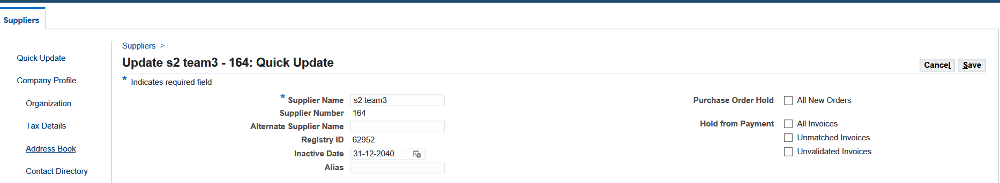 Suppliers
Quick Update
Company Profile
Organization
Tax Details
Address Book
Contact Directory
Suppliers >
Update s2 team3 - 164: Quick Update
Cancel Save
* Indicates required field
* Supplier Name s2 team3
Supplier Number 164
Alternate Supplier Name
Registry ID 62952
Inactive Date 31-12-2040
Alias
Purchase Order Hold All New Orders
Hold from Payment All Invoices
Unmatched Invoices
Unvalidated Invoices